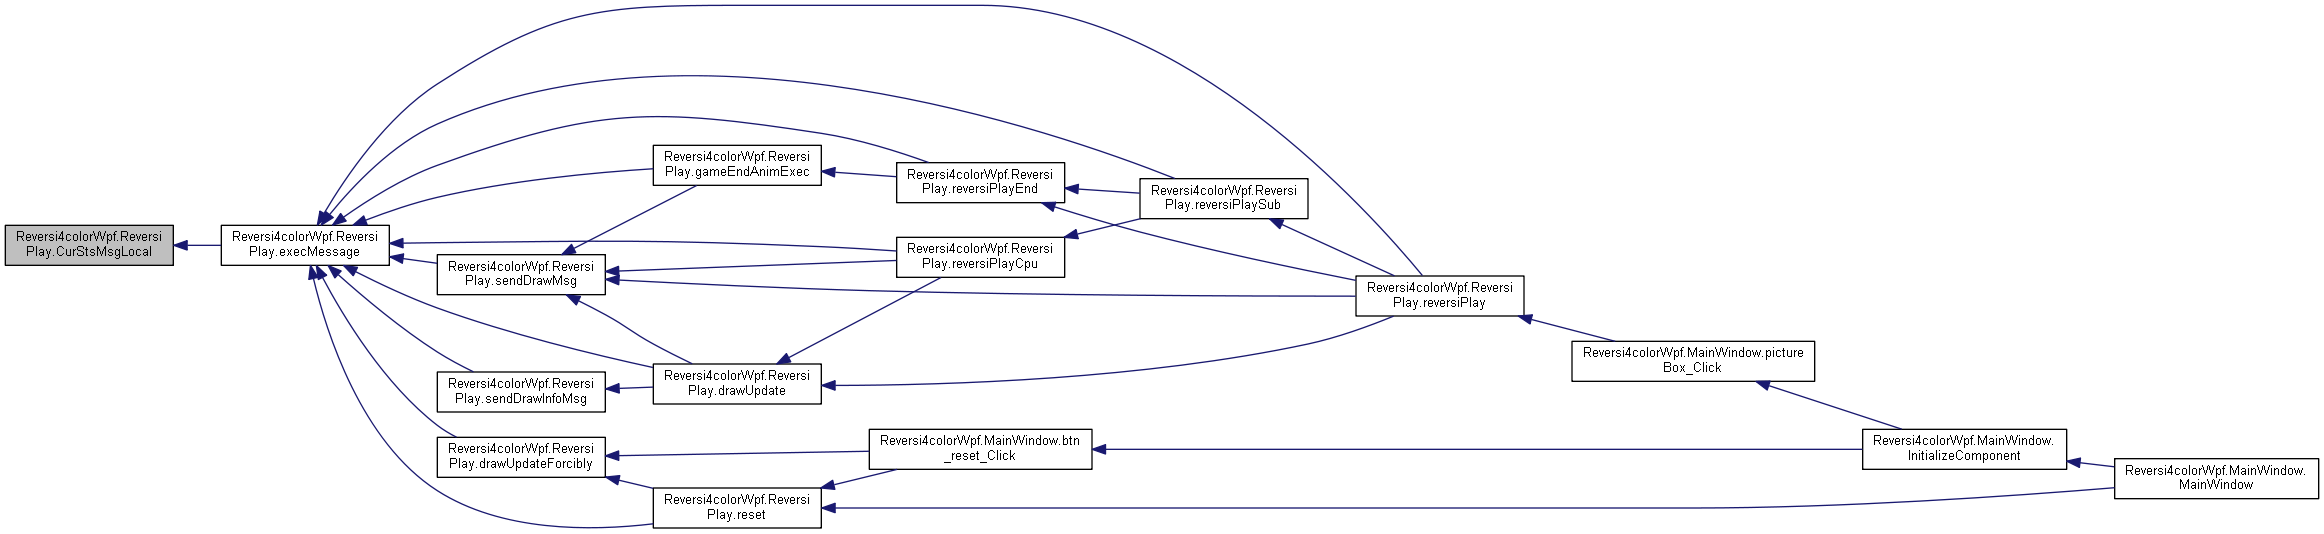 Reversi4colorWpf.Reversi
Play.CurStsMsgLocal
Reversi4colorWpf.Reversi
Play.execMessage
Reversi4colorWpf.Reversi
Play.gameEndAnimExec
Reversi4colorWpf.Reversi
Play.sendDrawMsg
Reversi4colorWpf.Reversi
Play.sendDrawInfoMsg
Reversi4colorWpf.Reversi
Play.drawUpdateForcibly
Reversi4colorWpf.Reversi
Play.drawUpdate
Reversi4colorWpf.Reversi
Play.reset
Reversi4colorWpf.Reversi
Play.reversiPlayEnd
Reversi4colorWpf.Reversi
Play.reversiPlayCpu
Reversi4colorWpf.MainWindow.btn
_reset_Click
Reversi4colorWpf.Reversi
Play.reversiPlaySub
Reversi4colorWpf.Reversi
Play.reversiPlay
Reversi4colorWpf.MainWindow.picture
Box_Click
Reversi4colorWpf.MainWindow.
InitializeComponent
Reversi4colorWpf.MainWindow.
MainWindow